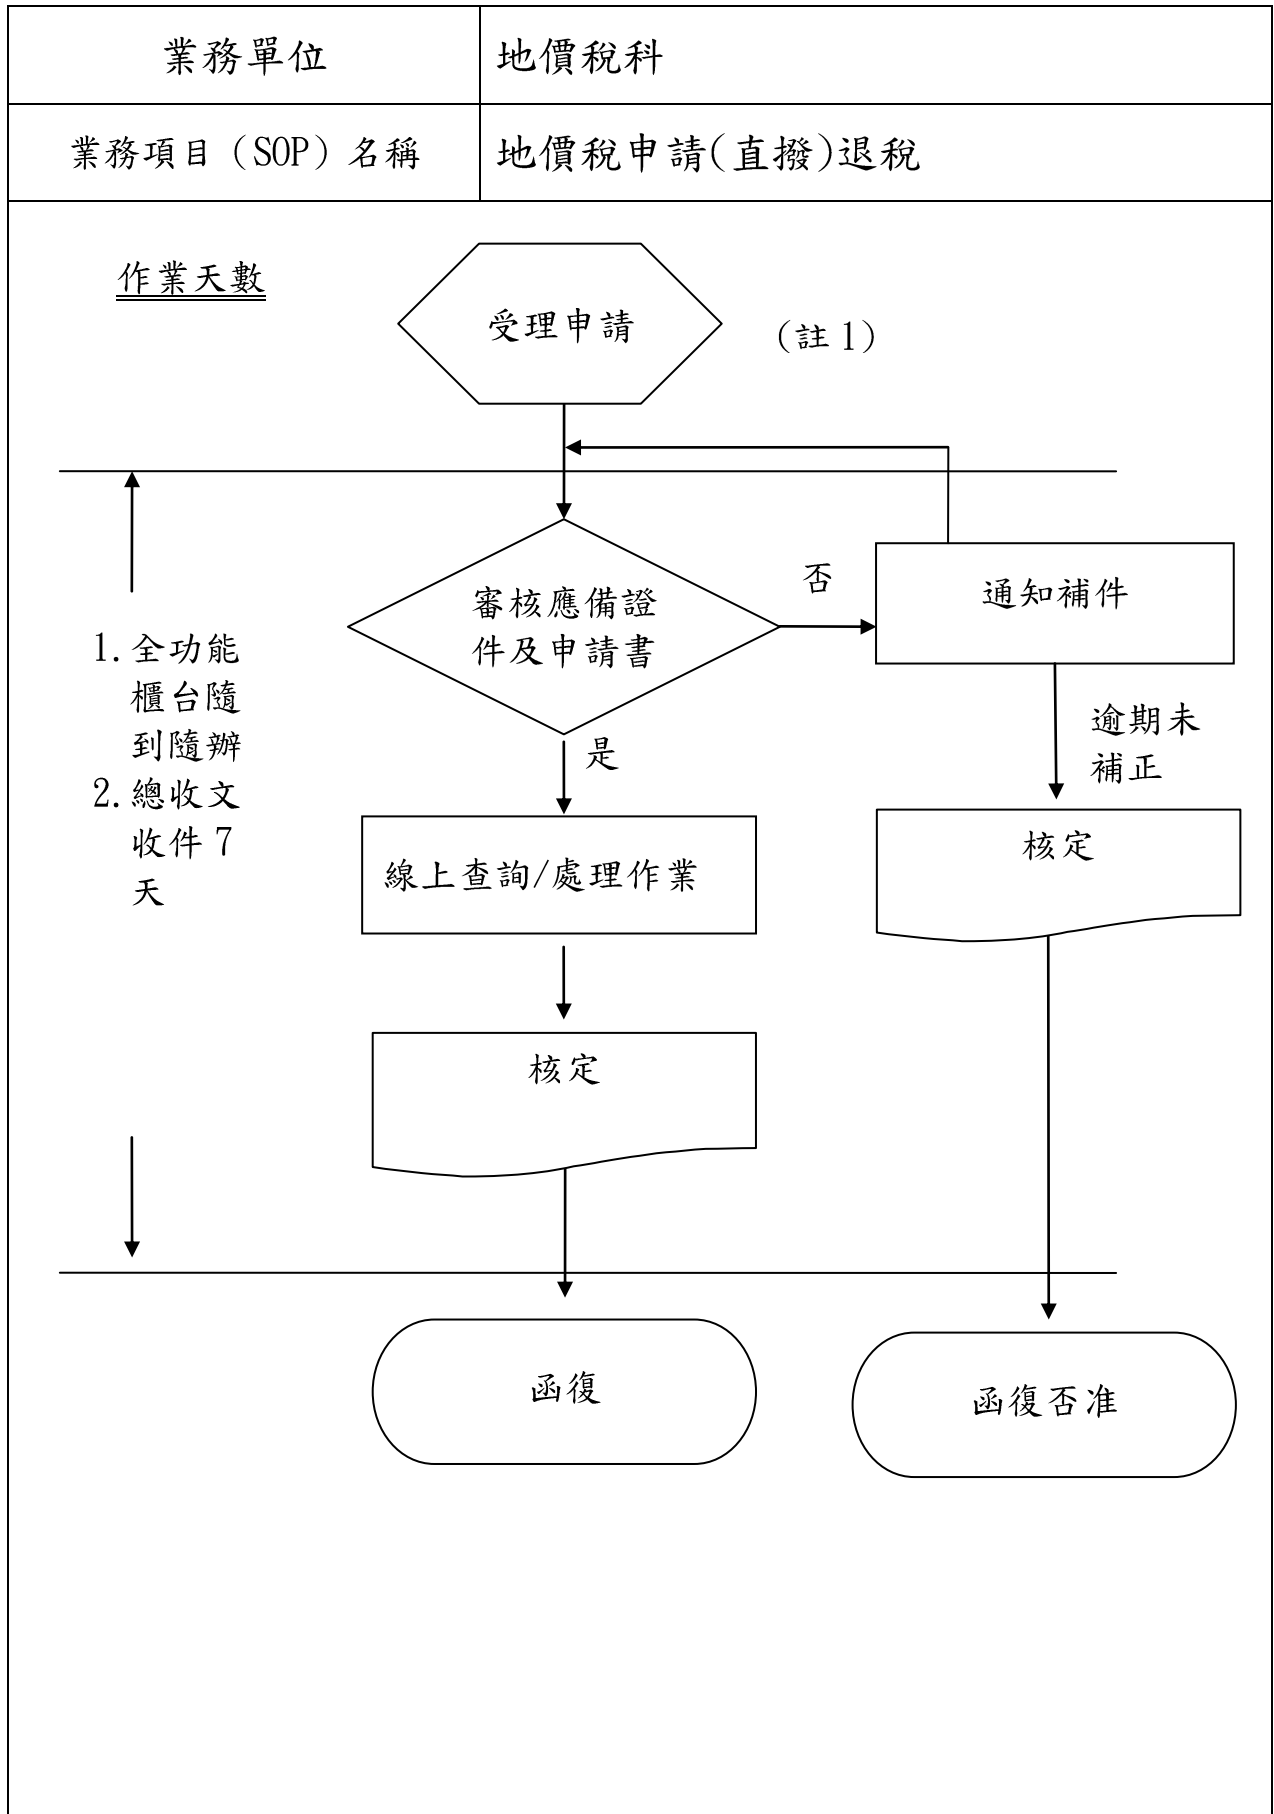 業務單位
地價稅科
業務項目（SOP）名稱
地價稅申請(直撥)退稅
作業天數
受理申請
（註1）
審核應備證
件及申請書
否
通知補件
1.全功能
櫃台隨
到隨辦
2.總收文
收件7
天
是
逾期未
補正
線上查詢/處理作業
核定
核定
函復
函復否准